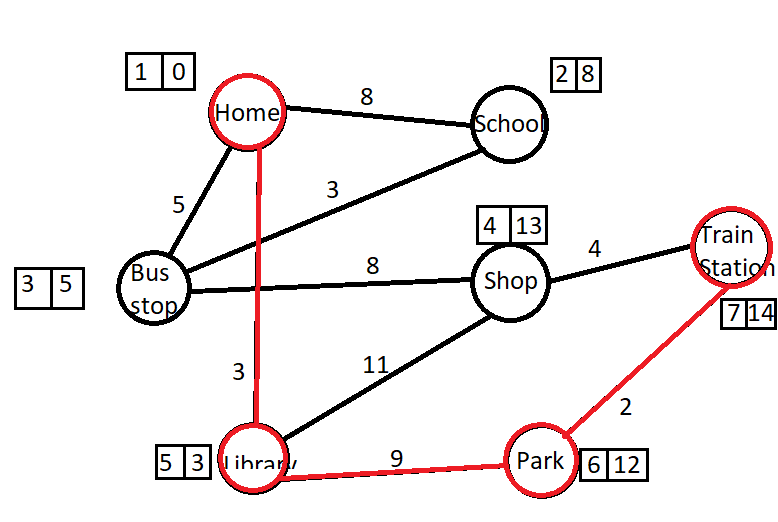 1 0
Home
8
School
2 8
5
3
Bus
stop
3 5
8
4 13
Shop
4
Train
Station
7 14
3
11
2
5 3
Library
9
Park
6 12